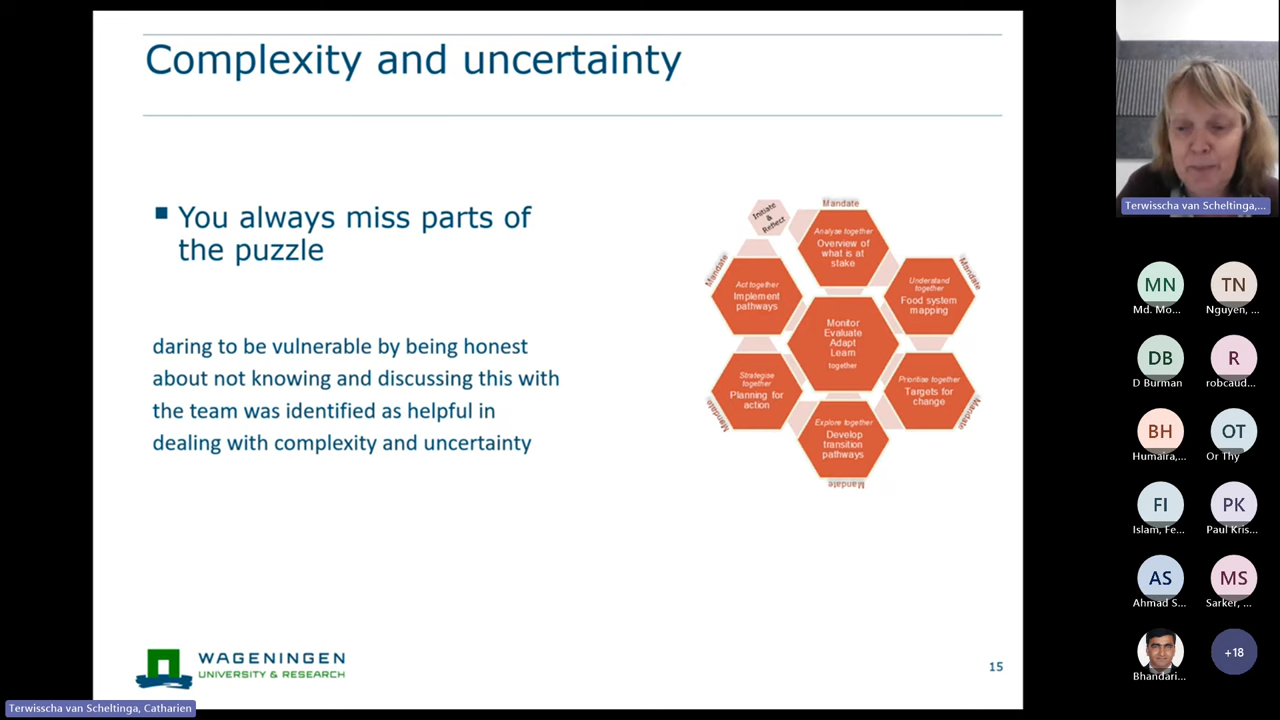 Complexity and uncertainty
You always miss parts of
the puzzle
daring to be vulnerable by being honest
about not knowing and discussing this with
the team was identified as helpful in
dealing with complexity and uncertainty
Initiate
&
Reflect
Mandate
Analyse together
Overview of
what is at
stake
Mandate
Understand
together
Food system
mapping
Mandate
Prioritise together
Targets for
change
Mandate
Explore together
Develop
transition
pathways
Mandate
Strategise
together
Planning for
action
Mandate
Act together
Implement
pathways
Monitor
Evaluate
Adapt
Learn
together
WAGENINGEN
UNIVERSITY & RESEARCH
15
Terwisscha van Scheltinga, Catharien
Terwisscha van Scheltinga,...
MN
Md. Mo...
TN
Nguyen, ...
DB
D Burman
R
robcaud...
BH
Humaira,...
OT
Or Thy
FI
Islam, Fe...
PK
Paul Kris...
AS
Ahmad S...
MS
Sarker, ...
Bhandari...
+18